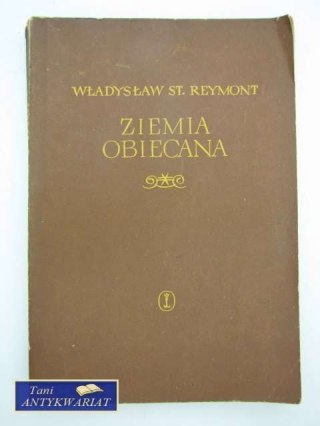 WŁADYSŁAW ST. REYMONT
ZIEMIA
OBIECANA
Tani
ANTYKWARIAT